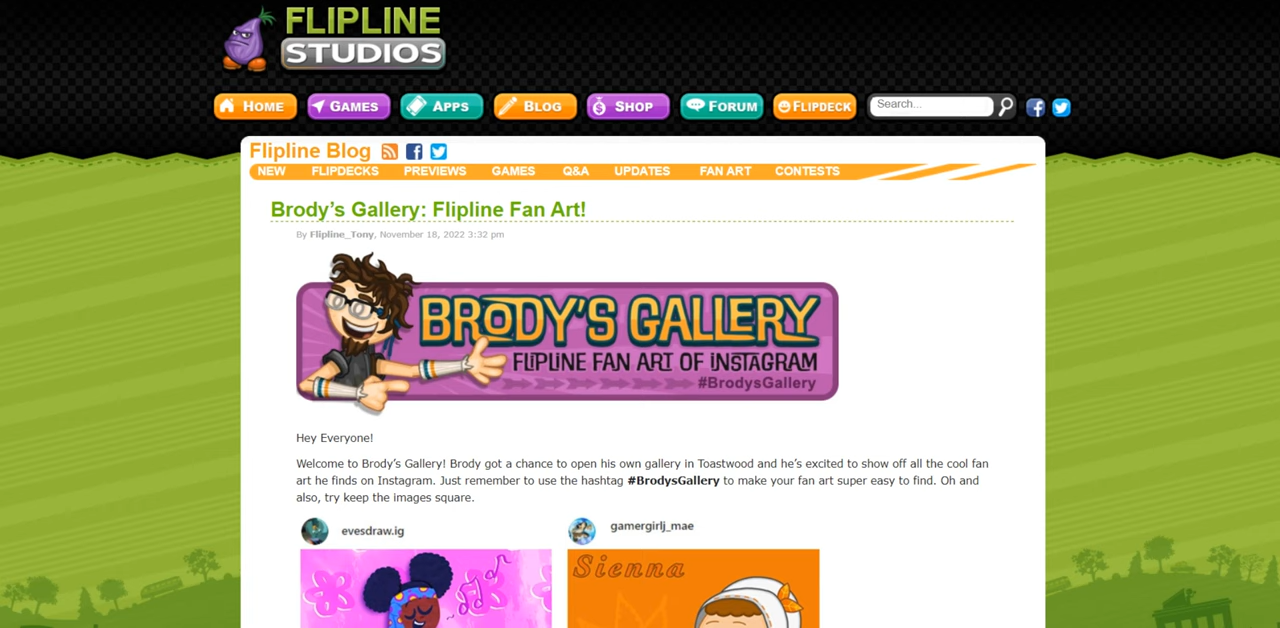 FLIPLINE
STUDIOS
HOME GAMES APPS BLOG SHOP FORUM FLIPDECK Search...
Flipline Blog
NEW FLIPDECKS PREVIEWS GAMES Q&A UPDATES FAN ART CONTESTS
Brody’s Gallery: Flipline Fan Art!
By Flipline_Tony, November 18, 2022 3:32 pm
BRODY'S GALLERY
FLIPLINE FAN ART OF INSTAGRAM
#BrodysGallery
Hey Everyone!
Welcome to Brody’s Gallery! Brody got a chance to open his own gallery in Toastwood and he’s excited to show off all the cool fan
art he finds on Instagram. Just remember to use the hashtag #BrodysGallery to make your fan art super easy to find. Oh and
also, try keep the images square.
evesdraw.ig
gamergirlj_mae
Sienna